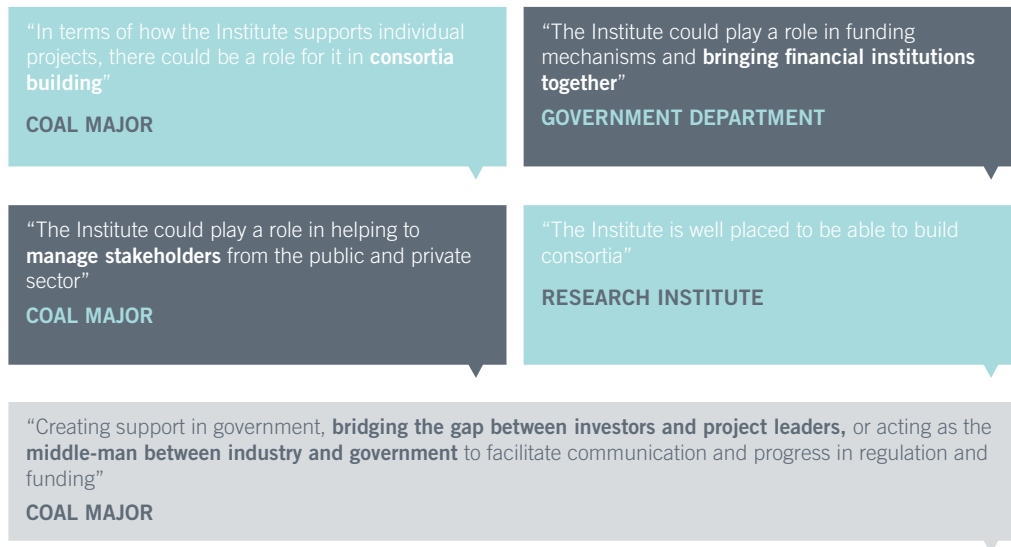 “In terms of how the Institute supports individual
projects, there could be a role for it in consortia
building”
COAL MAJOR
“The Institute could play a role in funding
mechanisms and bringing financial institutions
together”
GOVERNMENT DEPARTMENT
“The Institute could play a role in helping to
manage stakeholders from the public and private
sector”
COAL MAJOR
“The Institute is well placed to be able to build
consortia”
RESEARCH INSTITUTE
“Creating support in government, bridging the gap between investors and project leaders, or acting as the
middle-man between industry and government to facilitate communication and progress in regulation and
funding”
COAL MAJOR